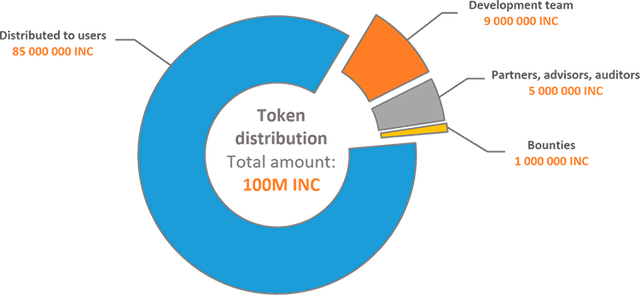 Development team
9 000 000 INC
Distributed to users
85 000 000 INC
Partners, advisors, auditors
5 000 000 INC
Token
distribution
Total amount:
100M INC
Bounties
1 000 000 INC